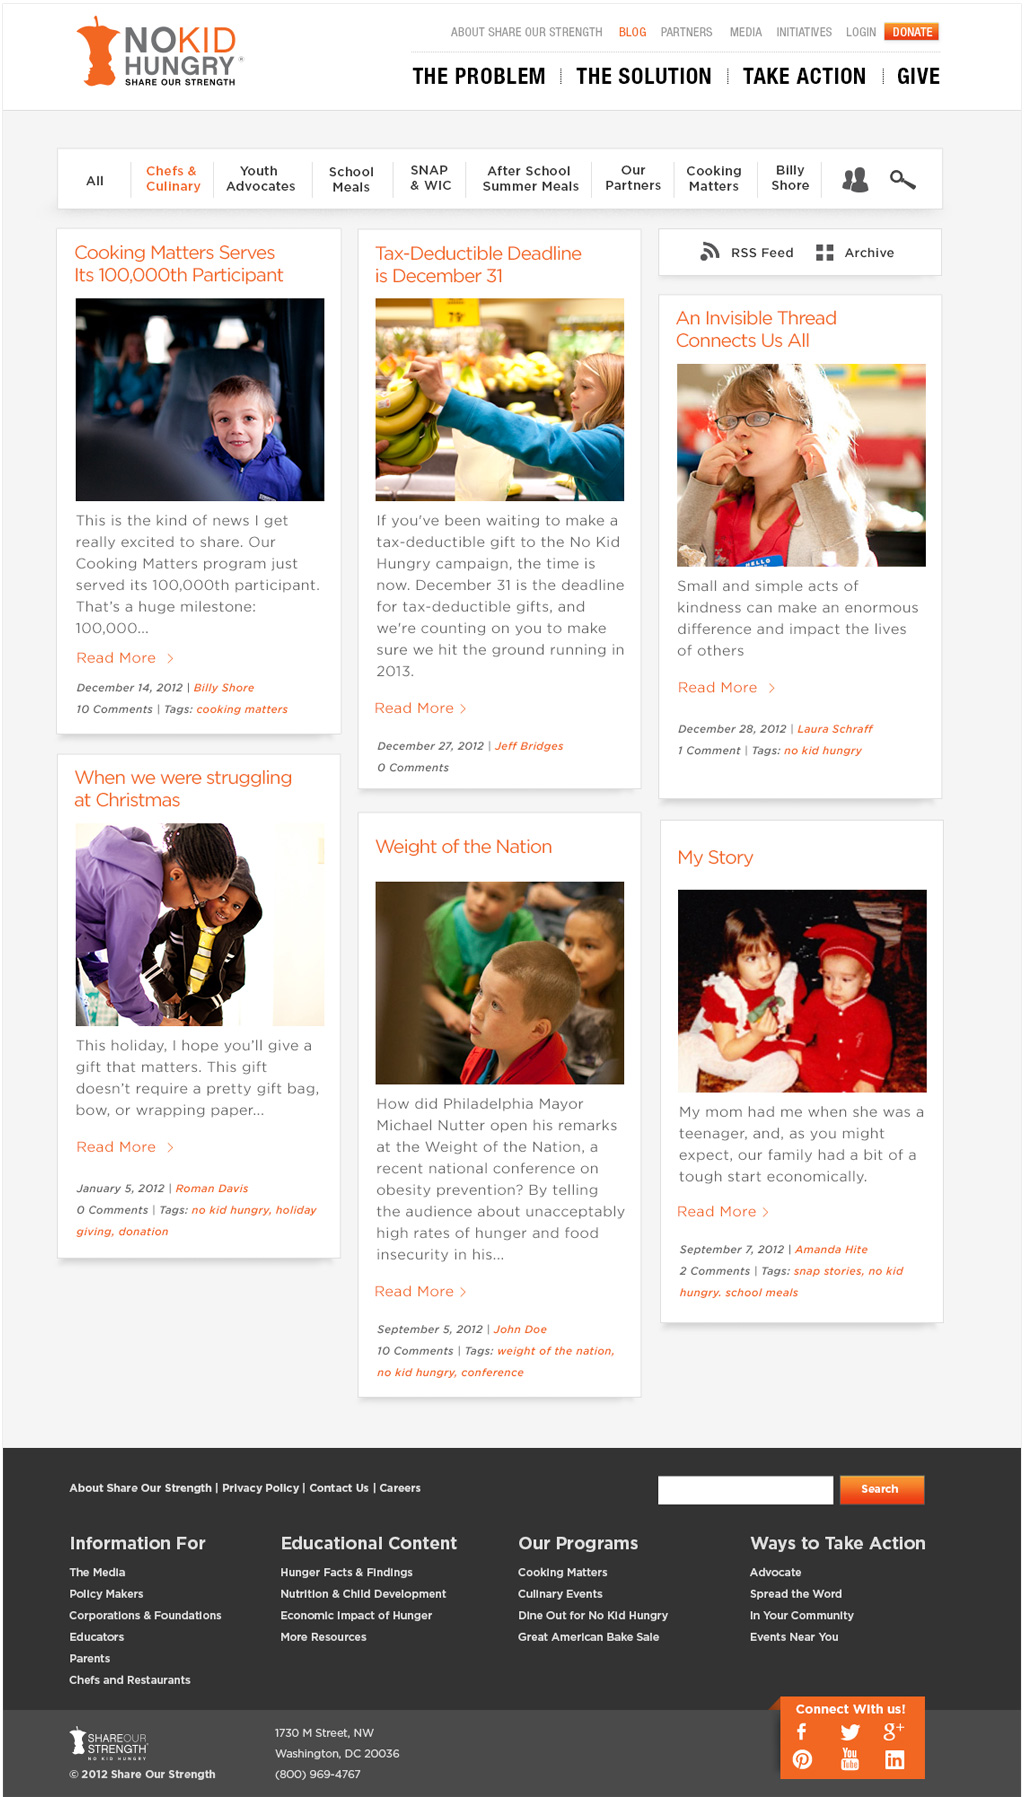 NOKID
HUNGRY®
SHARE OUR STRENGTH
ABOUT SHARE OUR STRENGTH BLOG PARTNERS MEDIA INITIATIVES LOGIN DONATE
THE PROBLEM THE SOLUTION TAKE ACTION GIVE
All
Chefs &
Culinary
Youth
Advocates
School
Meals
SNAP
& WIC
After School
Summer Meals
Our
Partners
Cooking
Matters
Billy
Shore
Cooking Matters Serves
Its 100,000th Participant
This is the kind of news I get
really excited to share. Our
Cooking Matters program just
served its 100,000th participant.
That's a huge milestone:
100,000...
Read More >
December 14, 2012 | Billy Shore
10 Comments | Tags: cooking matters
When we were struggling
at Christmas
This holiday, I hope you'll give a
gift that matters. This gift
doesn't require a pretty gift bag,
bow, or wrapping paper...
Read More >
January 5, 2012 | Roman Davis
0 Comments | Tags: no kid hungry, holiday
giving, donation
Tax-Deductible Deadline
is December 31
If you've been waiting to make a
tax-deductible gift to the No Kid
Hungry campaign, the time is
now. December 31 is the deadline
for tax-deductible gifts, and
we're counting on you to make
sure we hit the ground running in
2013.
Read More >
December 27, 2012 | Jeff Bridges
0 Comments
Weight of the Nation
How did Philadelphia Mayor
Michael Nutter open his remarks
at the Weight of the Nation, a
recent national conference on
obesity prevention? By telling
the audience about unacceptably
high rates of hunger and food
insecurity in his...
Read More >
September 5, 2012 | John Doe
10 Comments | Tags: weight of the nation,
no kid hungry, conference
RSS Feed Archive
An Invisible Thread
Connects Us All
HELLO
Small and simple acts of
kindness can make an enormous
difference and impact the lives
of others
Read More >
December 28, 2012 | Laura Schraff
1 Comment | Tags: no kid hungry
My Story
My mom had me when she was a
teenager, and, as you might
expect, our family had a bit of a
tough start economically.
Read More >
September 7, 2012 | Amanda Hite
2 Comments | Tags: snap stories, no kid
hungry. school meals
About Share Our Strength | Privacy Policy | Contact Us | Careers
Search
Information For
The Media
Policy Makers
Corporations & Foundations
Educators
Parents
Chefs and Restaurants
Educational Content
Hunger Facts & Findings
Nutrition & Child Development
Economic Impact of Hunger
More Resources
Our Programs
Cooking Matters
Culinary Events
Dine Out for No Kid Hungry
Great American Bake Sale
Ways to Take Action
Advocate
Spread the Word
In Your Community
Events Near You
SHAREOUR
STRENGTH
NO KID HUNGRY
© 2012 Share Our Strength
1730 M Street, NW
Washington, DC 20036
(800) 969-4767
Connect With us!
f
g+
You
Tube
in